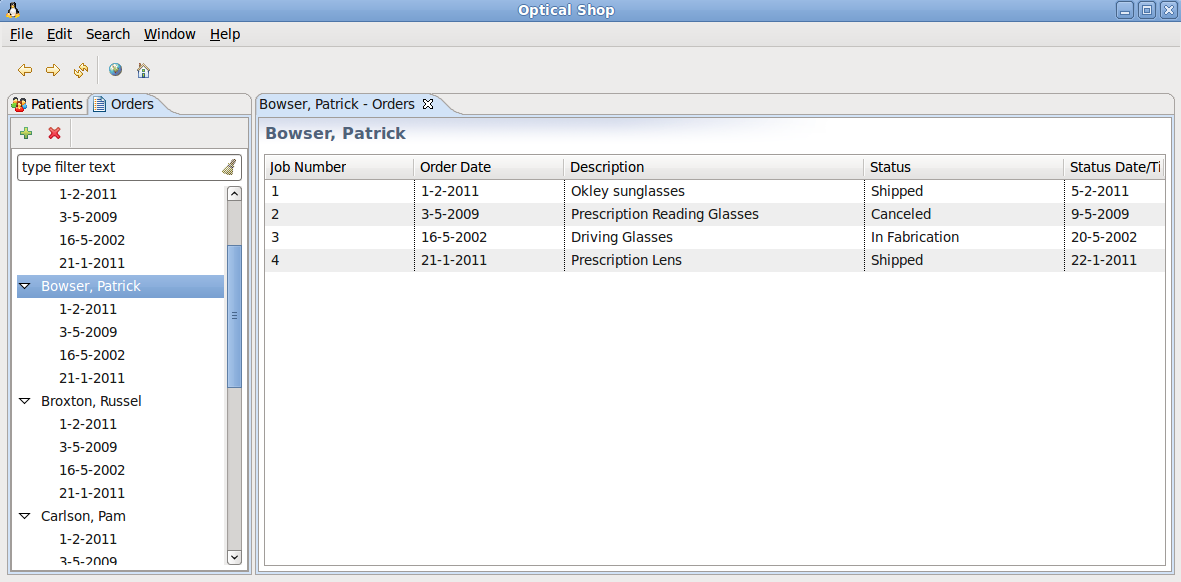 Optical Shop
File Edit Search Window Help
Patients Orders
type filter text
1-2-2011
3-5-2009
16-5-2002
21-1-2011
Bowser, Patrick
1-2-2011
3-5-2009
16-5-2002
21-1-2011
Broxton, Russel
1-2-2011
3-5-2009
16-5-2002
21-1-2011
Carlson, Pam
1-2-2011
3-5-2009
Bowser, Patrick - Orders
Bowser, Patrick
Job Number Order Date Description Status Status Date/Ti
1 1-2-2011 Okley sunglasses Shipped 5-2-2011
2 3-5-2009 Prescription Reading Glasses Canceled 9-5-2009
3 16-5-2002 Driving Glasses In Fabrication 20-5-2002
4 21-1-2011 Prescription Lens Shipped 22-1-2011